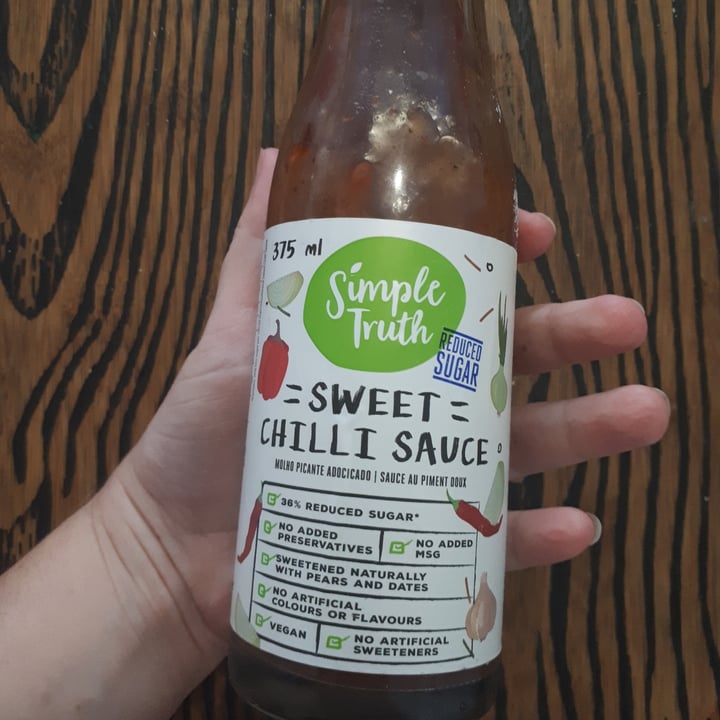 375 ml
Simple
Truth
REDUCED
SUGAR
=SWEET=
CHILLI SAUCE
MOLHO PICANTE ADOCICADO | SAUCE AU PIMENT DOUX
36% REDUCED SUGAR*
NO ADDED
PRESERVATIVES
NO ADDED
MSG
SWEETENED NATURALLY
WITH PEARS AND DATES
NO ARTIFICIAL
COLOURS OR FLAVOURS
VEGAN
NO ARTIFICIAL
SWEETENERS